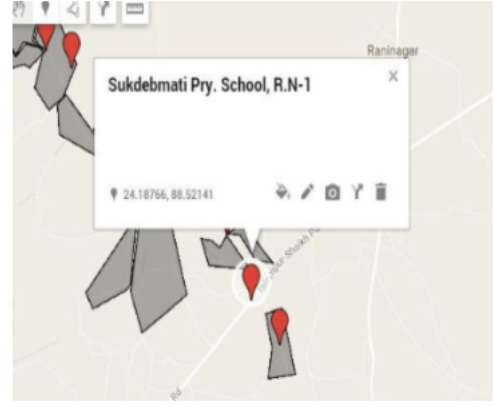 Raninagar
Sukdebmati Pry. School, R.N-1
24.18766, 88.52141
Rd